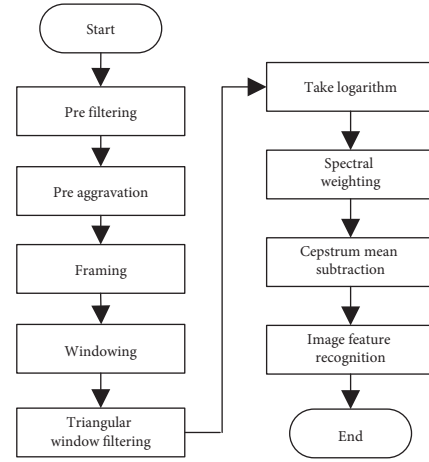 Start
Pre filtering
Pre aggravation
Framing
Windowing
Triangular
window filtering
Take logarithm
Spectral
weighting
Cepstrum mean
subtraction
Image feature
recognition
End